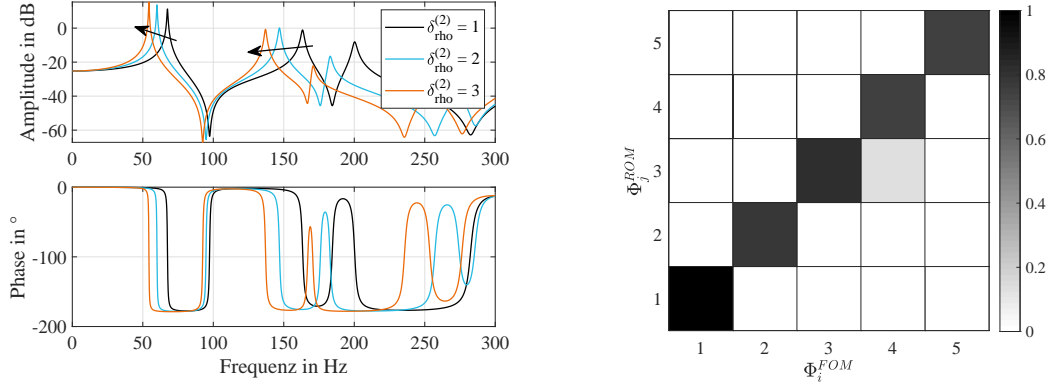 Amplitude in dB
0
-20
-40
-60
0 50 100 150 200 250 300
δ_rho^(2) = 1
δ_rho^(2) = 2
δ_rho^(2) = 3
Phase in °
0
-100
-200
0 50 100 150 200 250 300
Frequenz in Hz
Φ_j^ROM
5
4
3
2
1
1 2 3 4 5
Φ_i^FOM
1
0.8
0.6
0.4
0.2
0